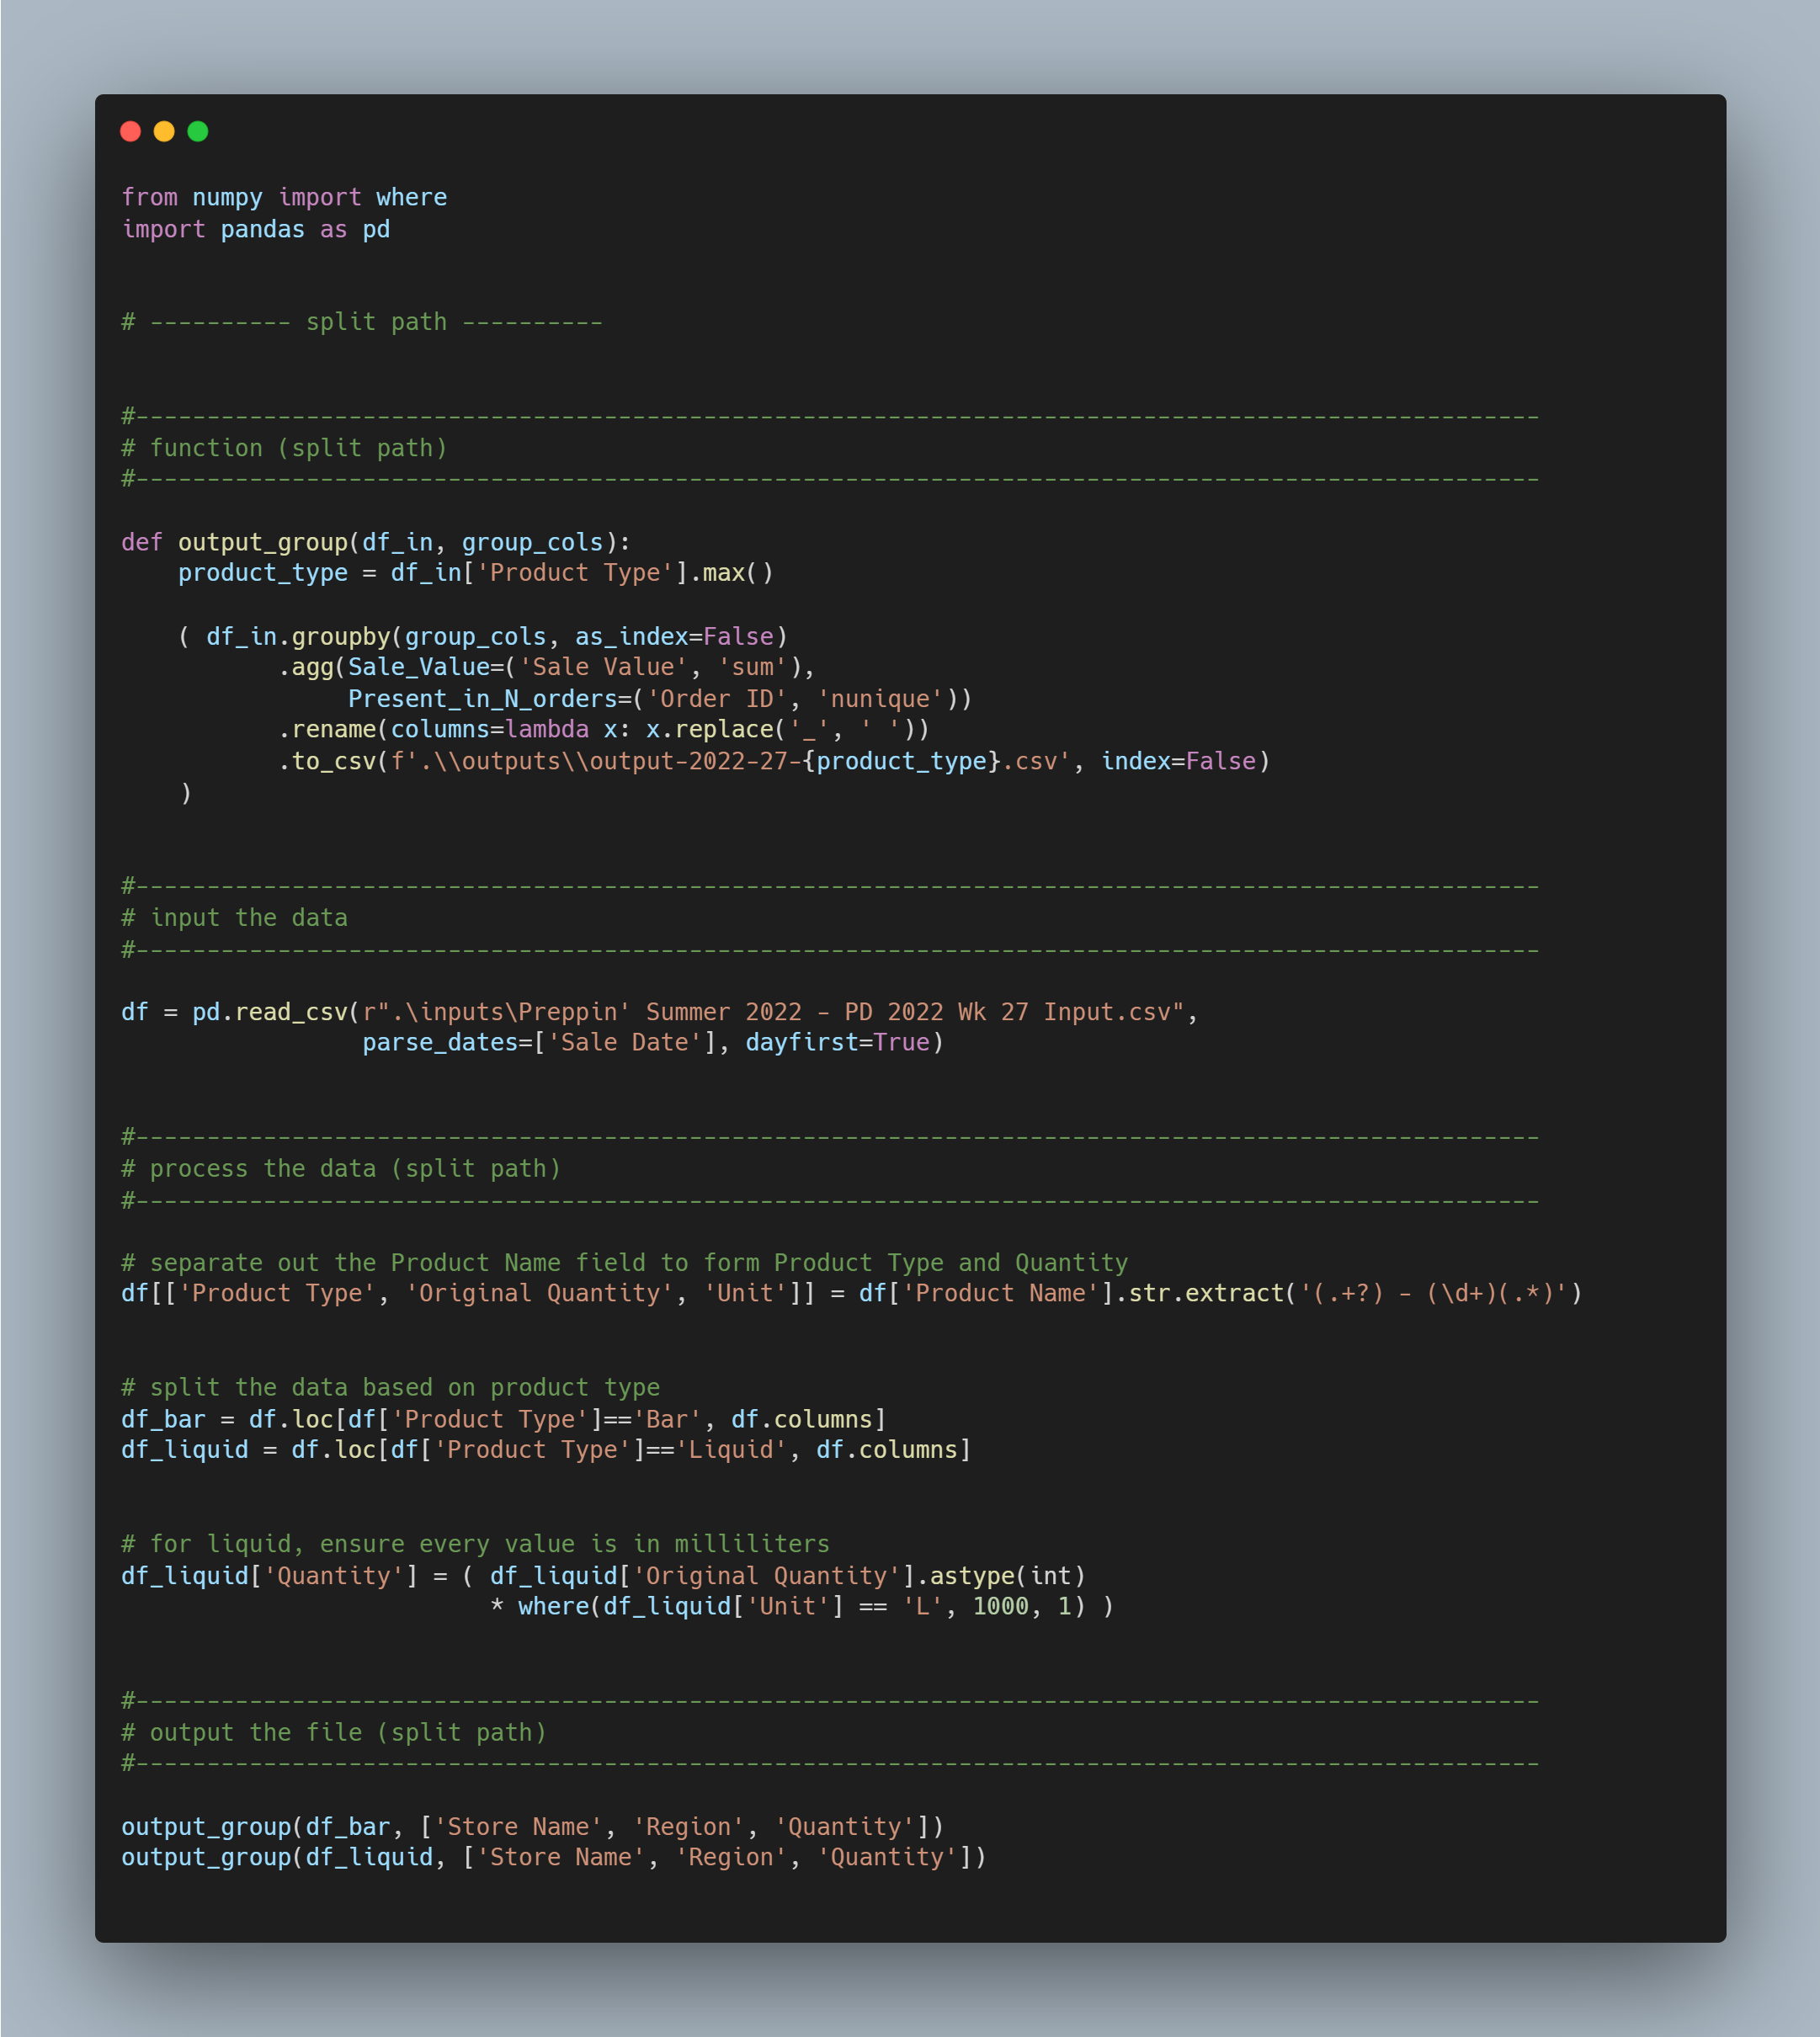 from numpy import where
import pandas as pd
# ---------- split path ----------
#---------------------------------------------------------------------------------------------------
# function (split path)
#---------------------------------------------------------------------------------------------------
def output_group(df_in, group_cols):
    product_type = df_in['Product Type'].max()
    ( df_in.groupby(group_cols, as_index=False)
           .agg(Sale_Value=('Sale Value', 'sum'),
                Present_in_N_orders=('Order ID', 'nunique'))
           .rename(columns=lambda x: x.replace('_', ' '))
           .to_csv(f'.\\outputs\\output-2022-27-{product_type}.csv', index=False)
    )
#---------------------------------------------------------------------------------------------------
# input the data
#---------------------------------------------------------------------------------------------------
df = pd.read_csv(r".\inputs\Preppin' Summer 2022 - PD 2022 Wk 27 Input.csv",
                 parse_dates=['Sale Date'], dayfirst=True)
#---------------------------------------------------------------------------------------------------
# process the data (split path)
#---------------------------------------------------------------------------------------------------
# separate out the Product Name field to form Product Type and Quantity
df[['Product Type', 'Original Quantity', 'Unit']] = df['Product Name'].str.extract('(.+?) - (\d+)(.*)')
# split the data based on product type
df_bar = df.loc[df['Product Type']=='Bar', df.columns]
df_liquid = df.loc[df['Product Type']=='Liquid', df.columns]
# for liquid, ensure every value is in milliliters
df_liquid['Quantity'] = ( df_liquid['Original Quantity'].astype(int)
                          * where(df_liquid['Unit'] == 'L', 1000, 1) )
#---------------------------------------------------------------------------------------------------
# output the file (split path)
#---------------------------------------------------------------------------------------------------
output_group(df_bar, ['Store Name', 'Region', 'Quantity'])
output_group(df_liquid, ['Store Name', 'Region', 'Quantity'])